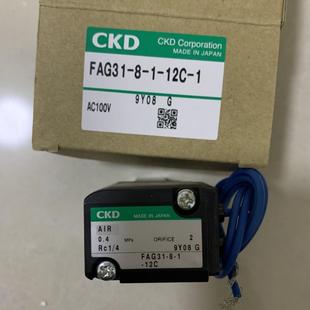 CKD
CKD Corporation
MADE IN JAPAN
FAG31-8-1-12C-1
9Y08 G
AC100V
CKD
MADE IN JAPAN
AIR
0.4 MPa ORIFICE 2
Rc1/4 9Y08 G
FAG31-8-1
-12C